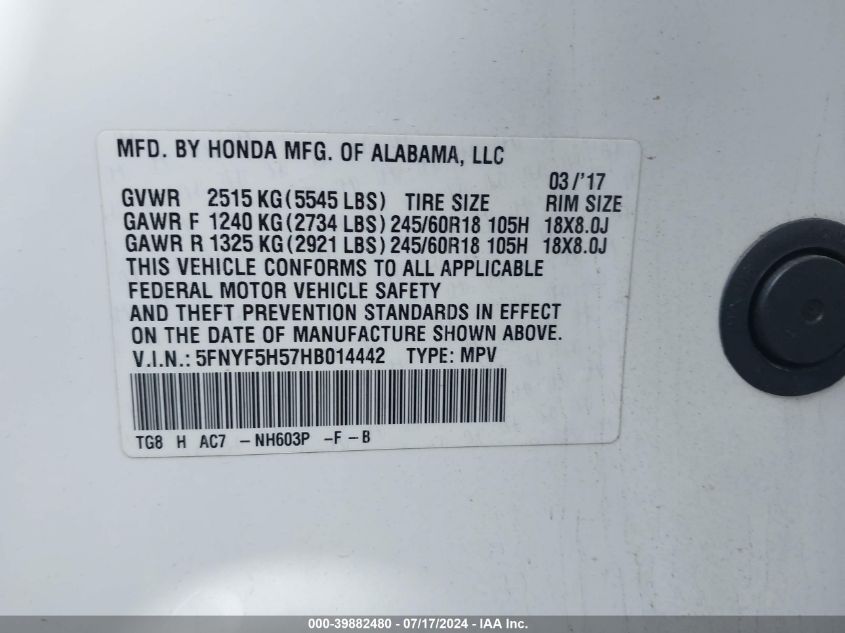 MFD. BY HONDA MFG. OF ALABAMA, LLC
03/'17
GVWR 2515 KG (5545 LBS) TIRE SIZE RIM SIZE
GAWR F 1240 KG (2734 LBS) 245/60R18 105H 18X8.0J
GAWR R 1325 KG (2921 LBS) 245/60R18 105H 18X8.0J
THIS VEHICLE CONFORMS TO ALL APPLICABLE
FEDERAL MOTOR VEHICLE SAFETY
AND THEFT PREVENTION STANDARDS IN EFFECT
ON THE DATE OF MANUFACTURE SHOWN ABOVE.
V.I.N.: 5FNYF5H57HB014442 TYPE: MPV
TG8 H AC7 -NH603P -F-B
000-39882480 - 07/17/2024 - IAA Inc.